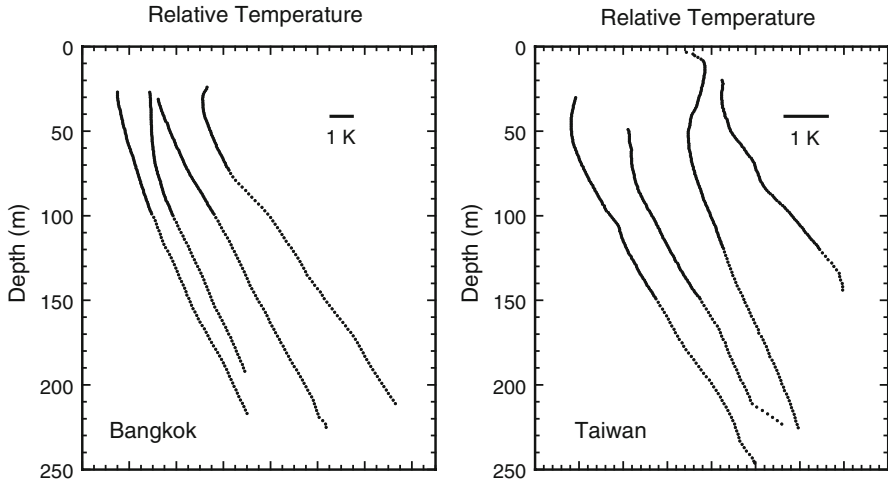 Relative Temperature
0
50
100
150
200
250
Depth (m)
1 K
Bangkok
Relative Temperature
0
50
100
150
200
250
Depth (m)
1 K
Taiwan